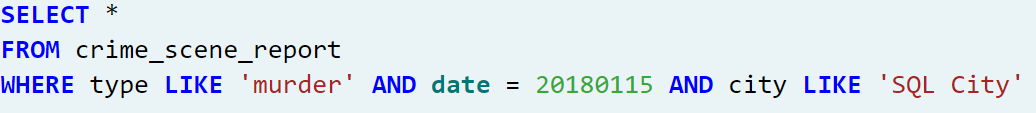 SELECT *
FROM crime_scene_report
WHERE type LIKE 'murder' AND date = 20180115 AND city LIKE 'SQL City'